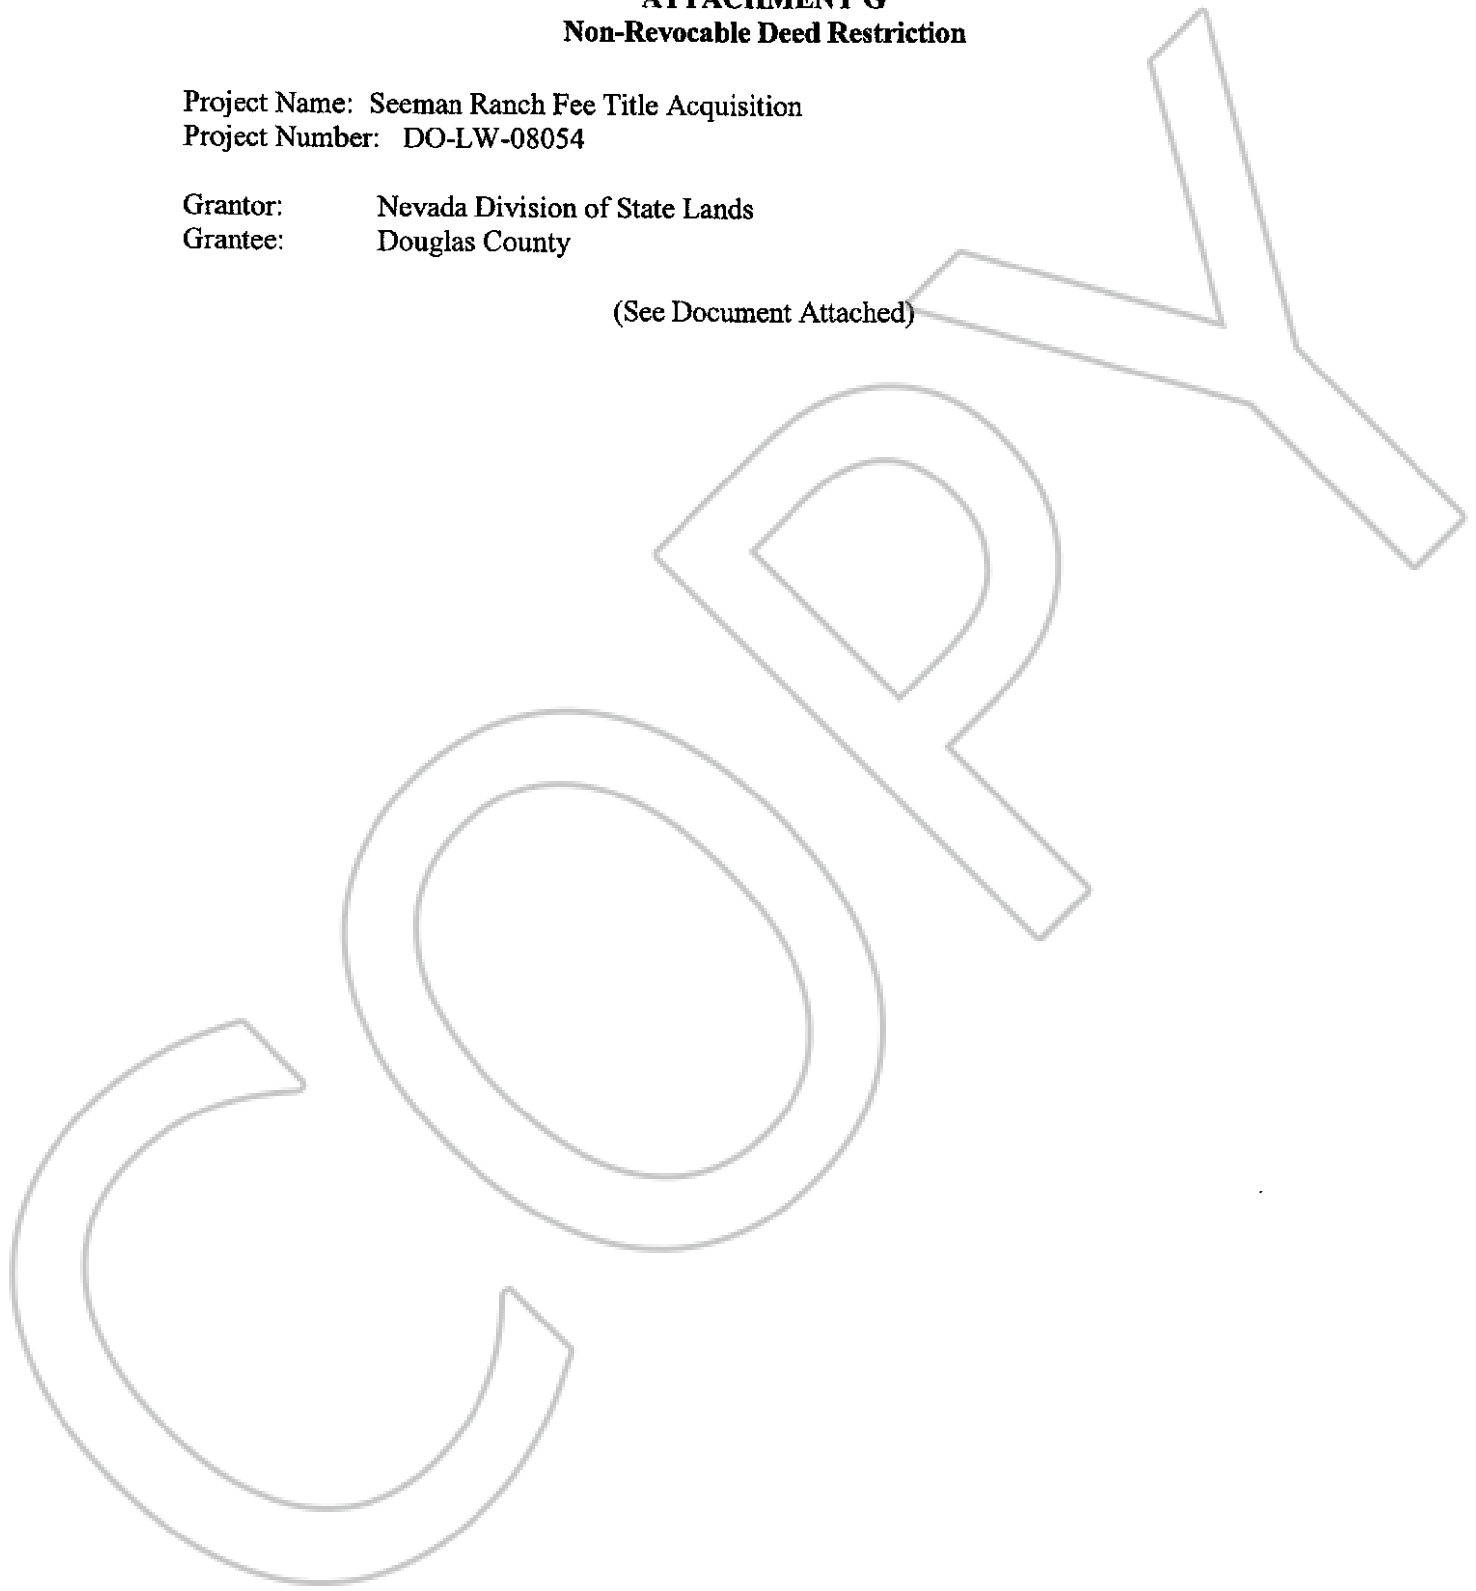 ATTACHMENT G
Non-Revocable Deed Restriction
Project Name: Seeman Ranch Fee Title Acquisition
Project Number: DO-LW-08054
Grantor: Nevada Division of State Lands
Grantee: Douglas County
(See Document Attached)
COPY